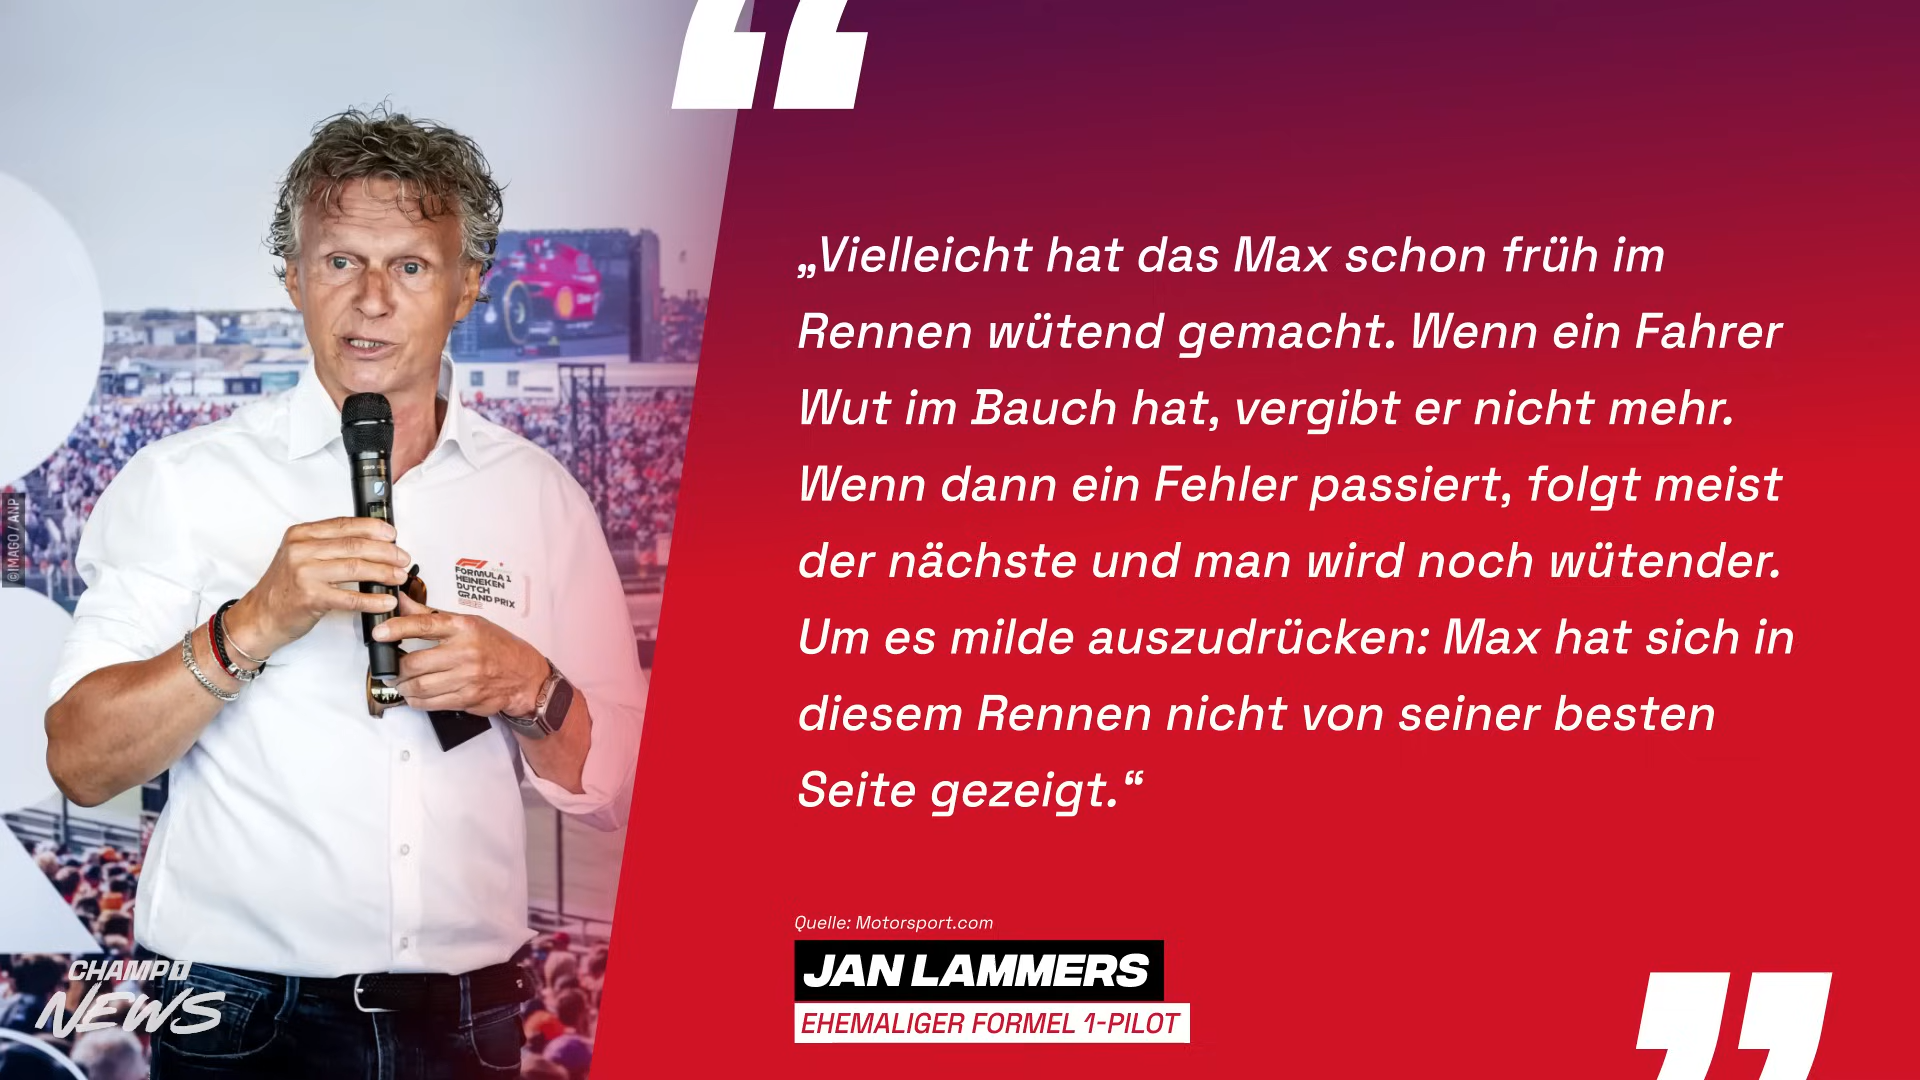 „Vielleicht hat das Max schon früh im
Rennen wütend gemacht. Wenn ein Fahrer
Wut im Bauch hat, vergibt er nicht mehr.
Wenn dann ein Fehler passiert, folgt meist
der nächste und man wird noch wütender.
Um es milde auszudrücken: Max hat sich in
diesem Rennen nicht von seiner besten
Seite gezeigt.“
Quelle: Motorsport.com
JAN LAMMERS
EHEMALIGER FORMEL 1-PILOT
©IMAGO / ANP
FORMULA 1
HEINEKEN
DUTCH
GRAND PRIX
CHAMP1
NEWS